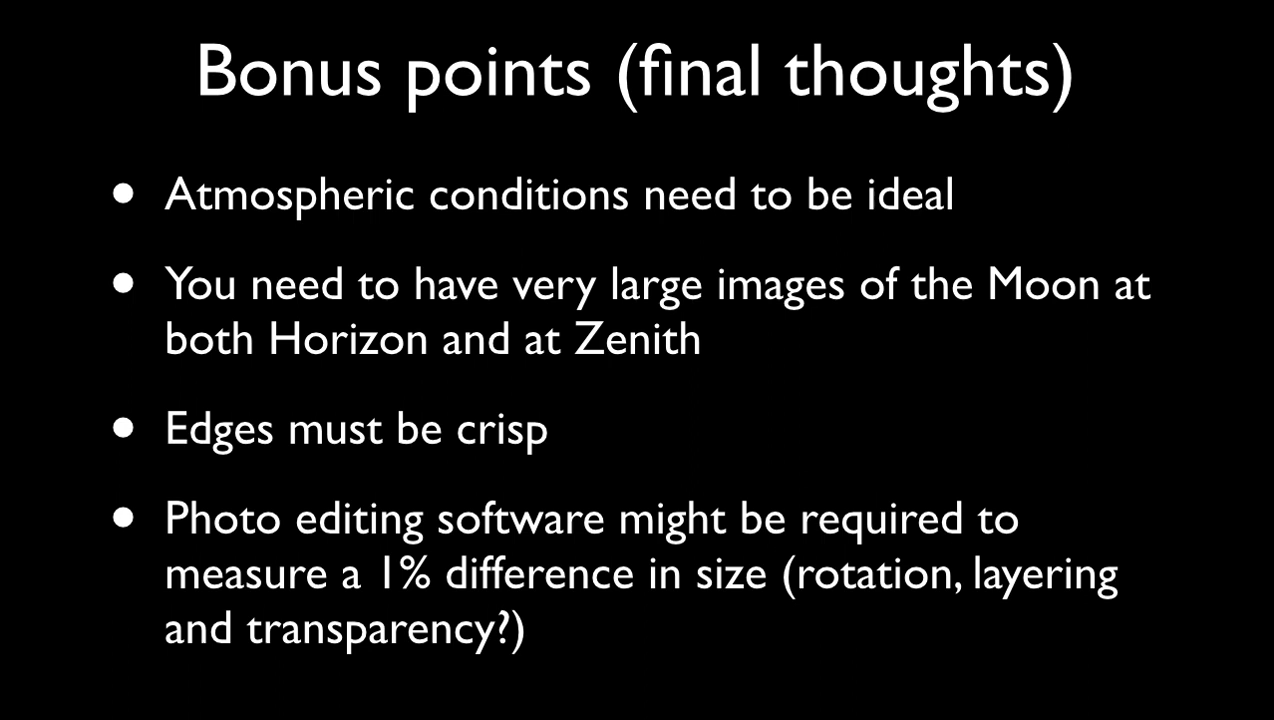 Bonus points (final thoughts)
• Atmospheric conditions need to be ideal
• You need to have very large images of the Moon at
both Horizon and at Zenith
• Edges must be crisp
• Photo editing software might be required to
measure a 1% difference in size (rotation, layering
and transparency?)